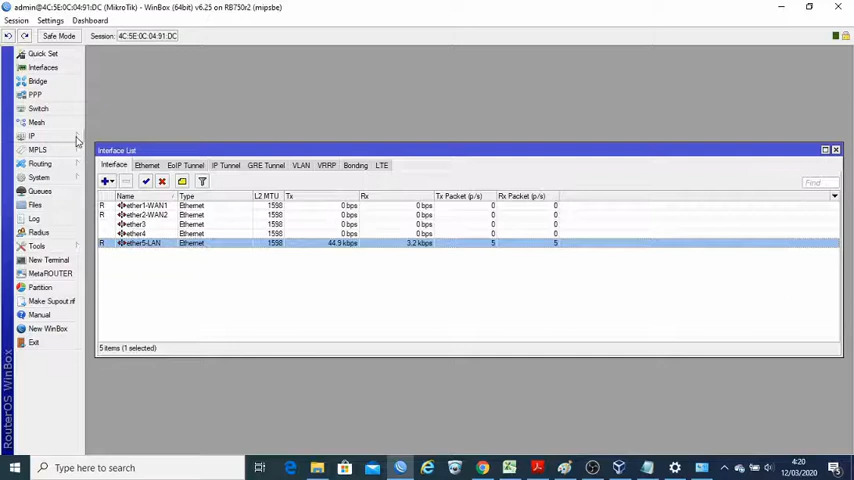 admin@4C:5E:0C:04:91:DC (MikroTik) - WinBox (64bit) v6.25 on RB750r2 (mipsbe)
Session Settings Dashboard
Safe Mode Session: 4C:5E:0C:04:91:DC
Quick Set
Interfaces
Bridge
PPP
Switch
Mesh
IP
MPLS
Routing
System
Queues
Files
Log
Radius
Tools
New Terminal
MetaROUTER
Partition
Make Supout.rif
Manual
New WinBox
Exit
RouterOS WinBox
Interface List
Interface Ethernet EoIP Tunnel IP Tunnel GRE Tunnel VLAN VRRP Bonding LTE
Find
Name Type L2 MTU Tx Rx Tx Packet (p/s) Rx Packet (p/s)
R ether1-WAN1 Ethernet 1598 0 bps 0 bps 0 0
R ether2-WAN2 Ethernet 1598 0 bps 0 bps 0 0
ether3 Ethernet 1598 0 bps 0 bps 0 0
ether4 Ethernet 1598 0 bps 0 bps 0 0
R ether5-LAN Ethernet 1598 44.9 kbps 3.2 kbps 5 5
5 items (1 selected)
Type here to search
4:20
12/03/2020